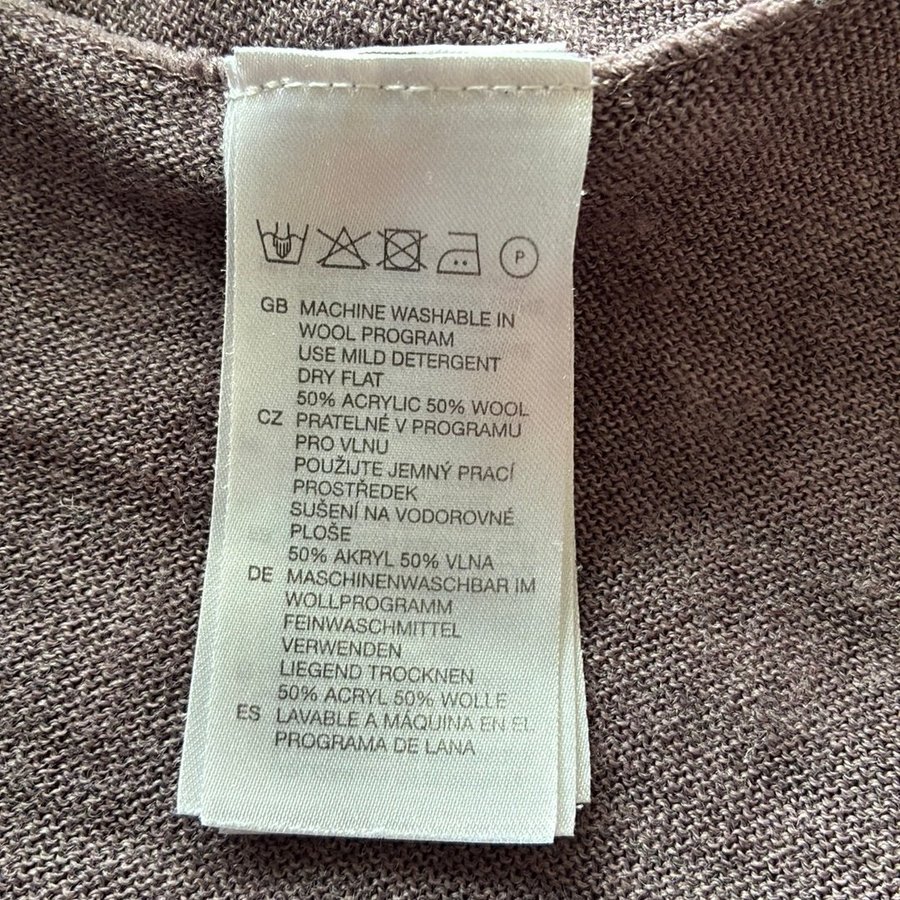 P
GB MACHINE WASHABLE IN
WOOL PROGRAM
USE MILD DETERGENT
DRY FLAT
50% ACRYLIC 50% WOOL
CZ PRATELNÉ V PROGRAMU
PRO VLNU
POUŽIJTE JEMNÝ PRACÍ
PROSTŘEDEK
SUŠENÍ NA VODOROVNÉ
PLOŠE
50% AKRYL 50% VLNA
DE MASCHINENWASCHBAR IM
WOLLPROGRAMM
FEINWASCHMITTEL
VERWENDEN
LIEGEND TROCKNEN
50% ACRYL 50% WOLLE
ES LAVABLE A MÁQUINA EN EL
PROGRAMA DE LANA